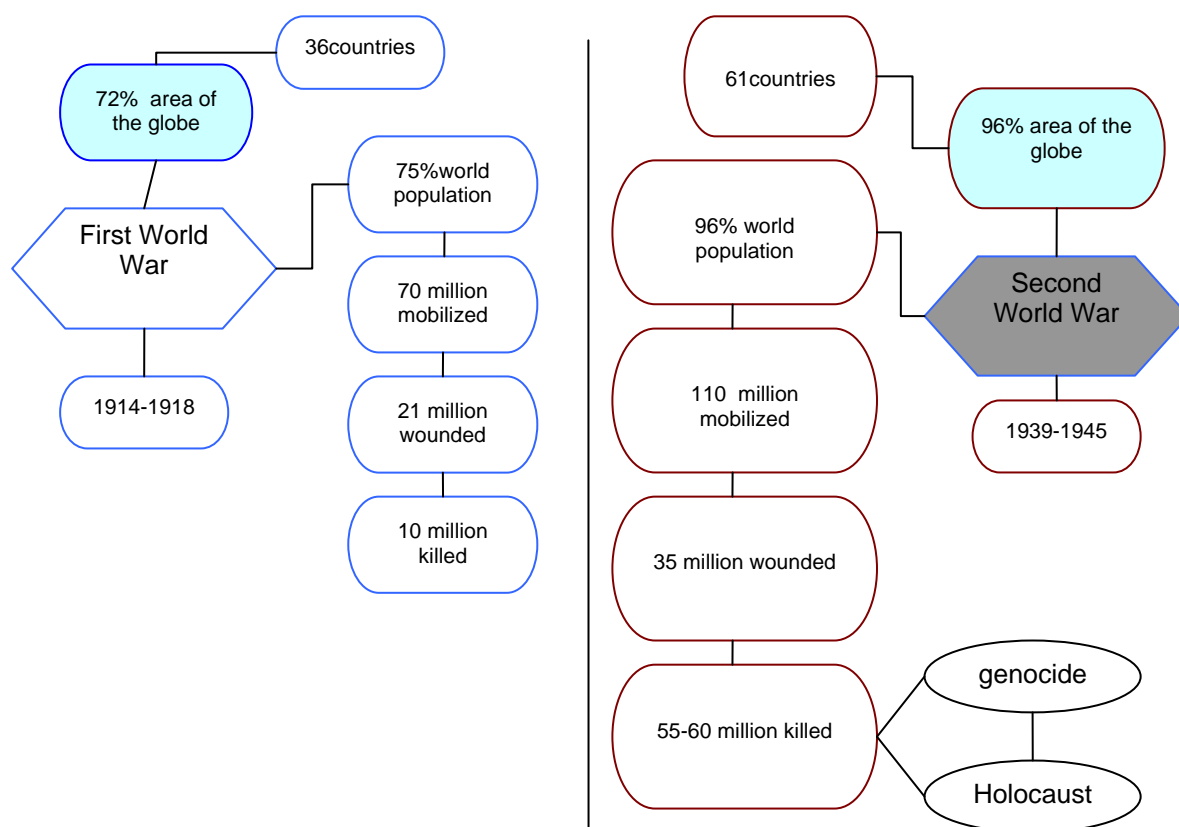 36countries
72% area of
the globe
75%world
population
First World
War
70 million
mobilized
1914-1918
21 million
wounded
10 million
killed
61countries
96% area of the
globe
96% world
population
Second
World War
110 million
mobilized
1939-1945
35 million wounded
55-60 million killed
genocide
Holocaust